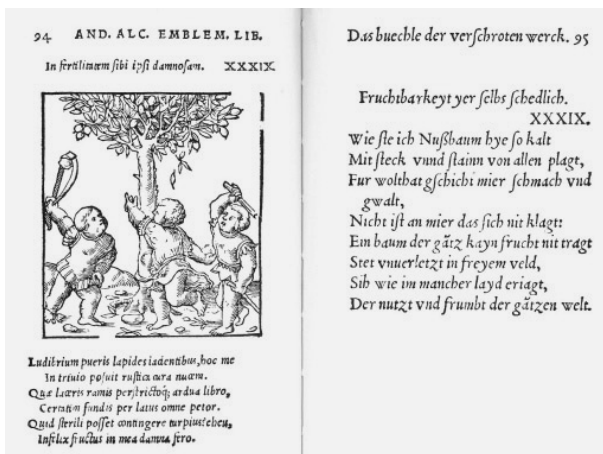 94 AND. ALC. EMBLEM. LIB.
In fertilitatem sibi ipsi damnosam. XXXIX
Ludibrium pueris lapides iacientibus, hoc me
In triuio posuit rustica cura nucem.
Quæ laceris ramis perstrictoq; ardua libro,
Certatim fundis per latus omne petor.
Quid sterili posset contingere turpius? eheu,
Infelix fructus in mea damna fero.
Das buechle der verschroten werck. 95
Fruchtbarkeyt yer selbs schedlich.
XXXIX.
Wie ste ich Nußbaum hye so kalt
Mit steck vnnd stainn von allen plagt,
Fur wolthat gschicht mier schmach vnd
gwalt,
Nicht ist an mier das sich nit klagt:
Ein baum der gätz kayn frucht nit tragt
Stet vnuerletzt in freyem veld,
Sih wie im mancher layd eriagt,
Der nutzt vnd frumbt der gätzen welt.